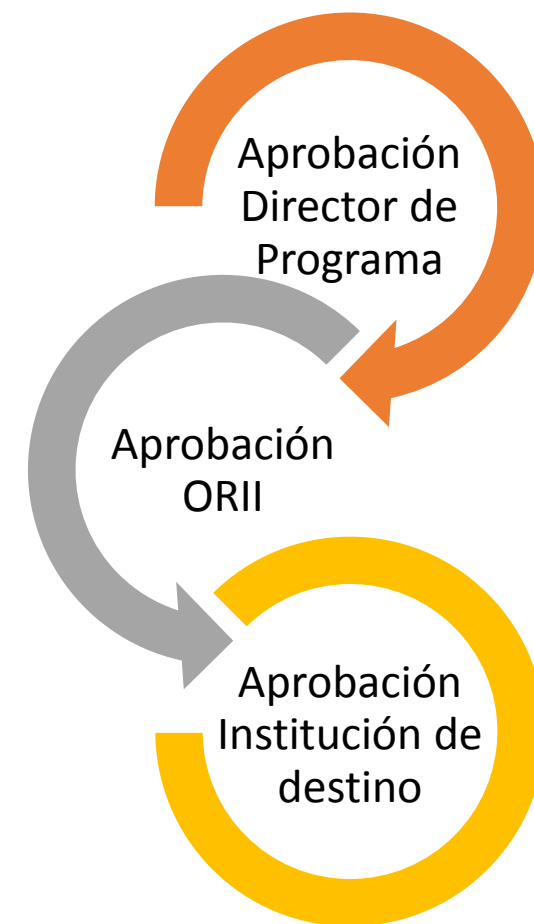 Aprobación
Director de
Programa
Aprobación
ORII
Aprobación
Institución de
destino